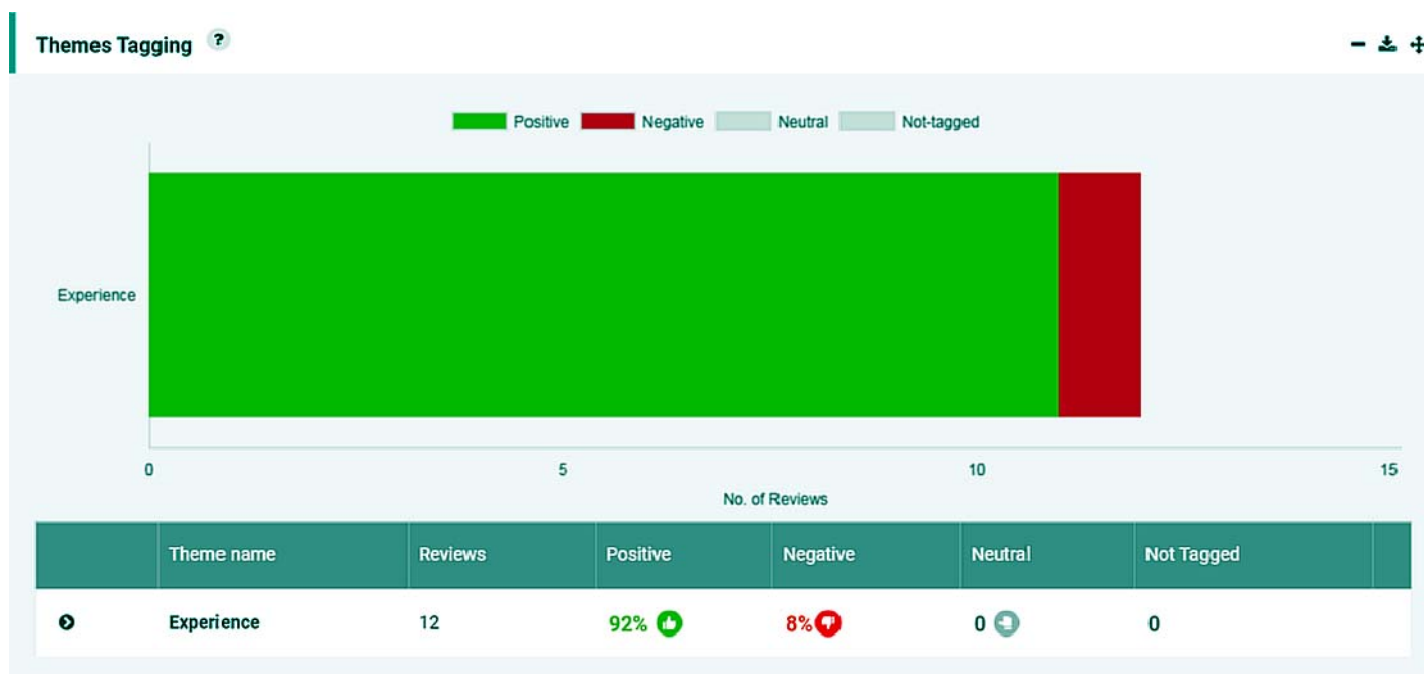 Themes Tagging ?
Positive Negative Neutral Not-tagged
Experience
0 5 10 15
No. of Reviews
Theme name Reviews Positive Negative Neutral Not Tagged
Experience 12 92% 8% 0 0